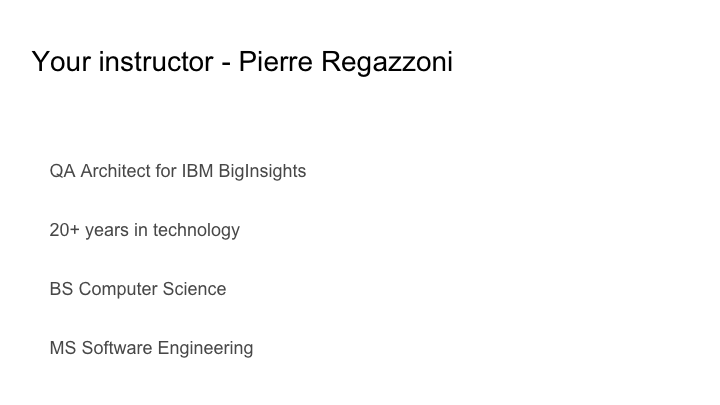 Your instructor - Pierre Regazzoni
QA Architect for IBM BigInsights
20+ years in technology
BS Computer Science
MS Software Engineering